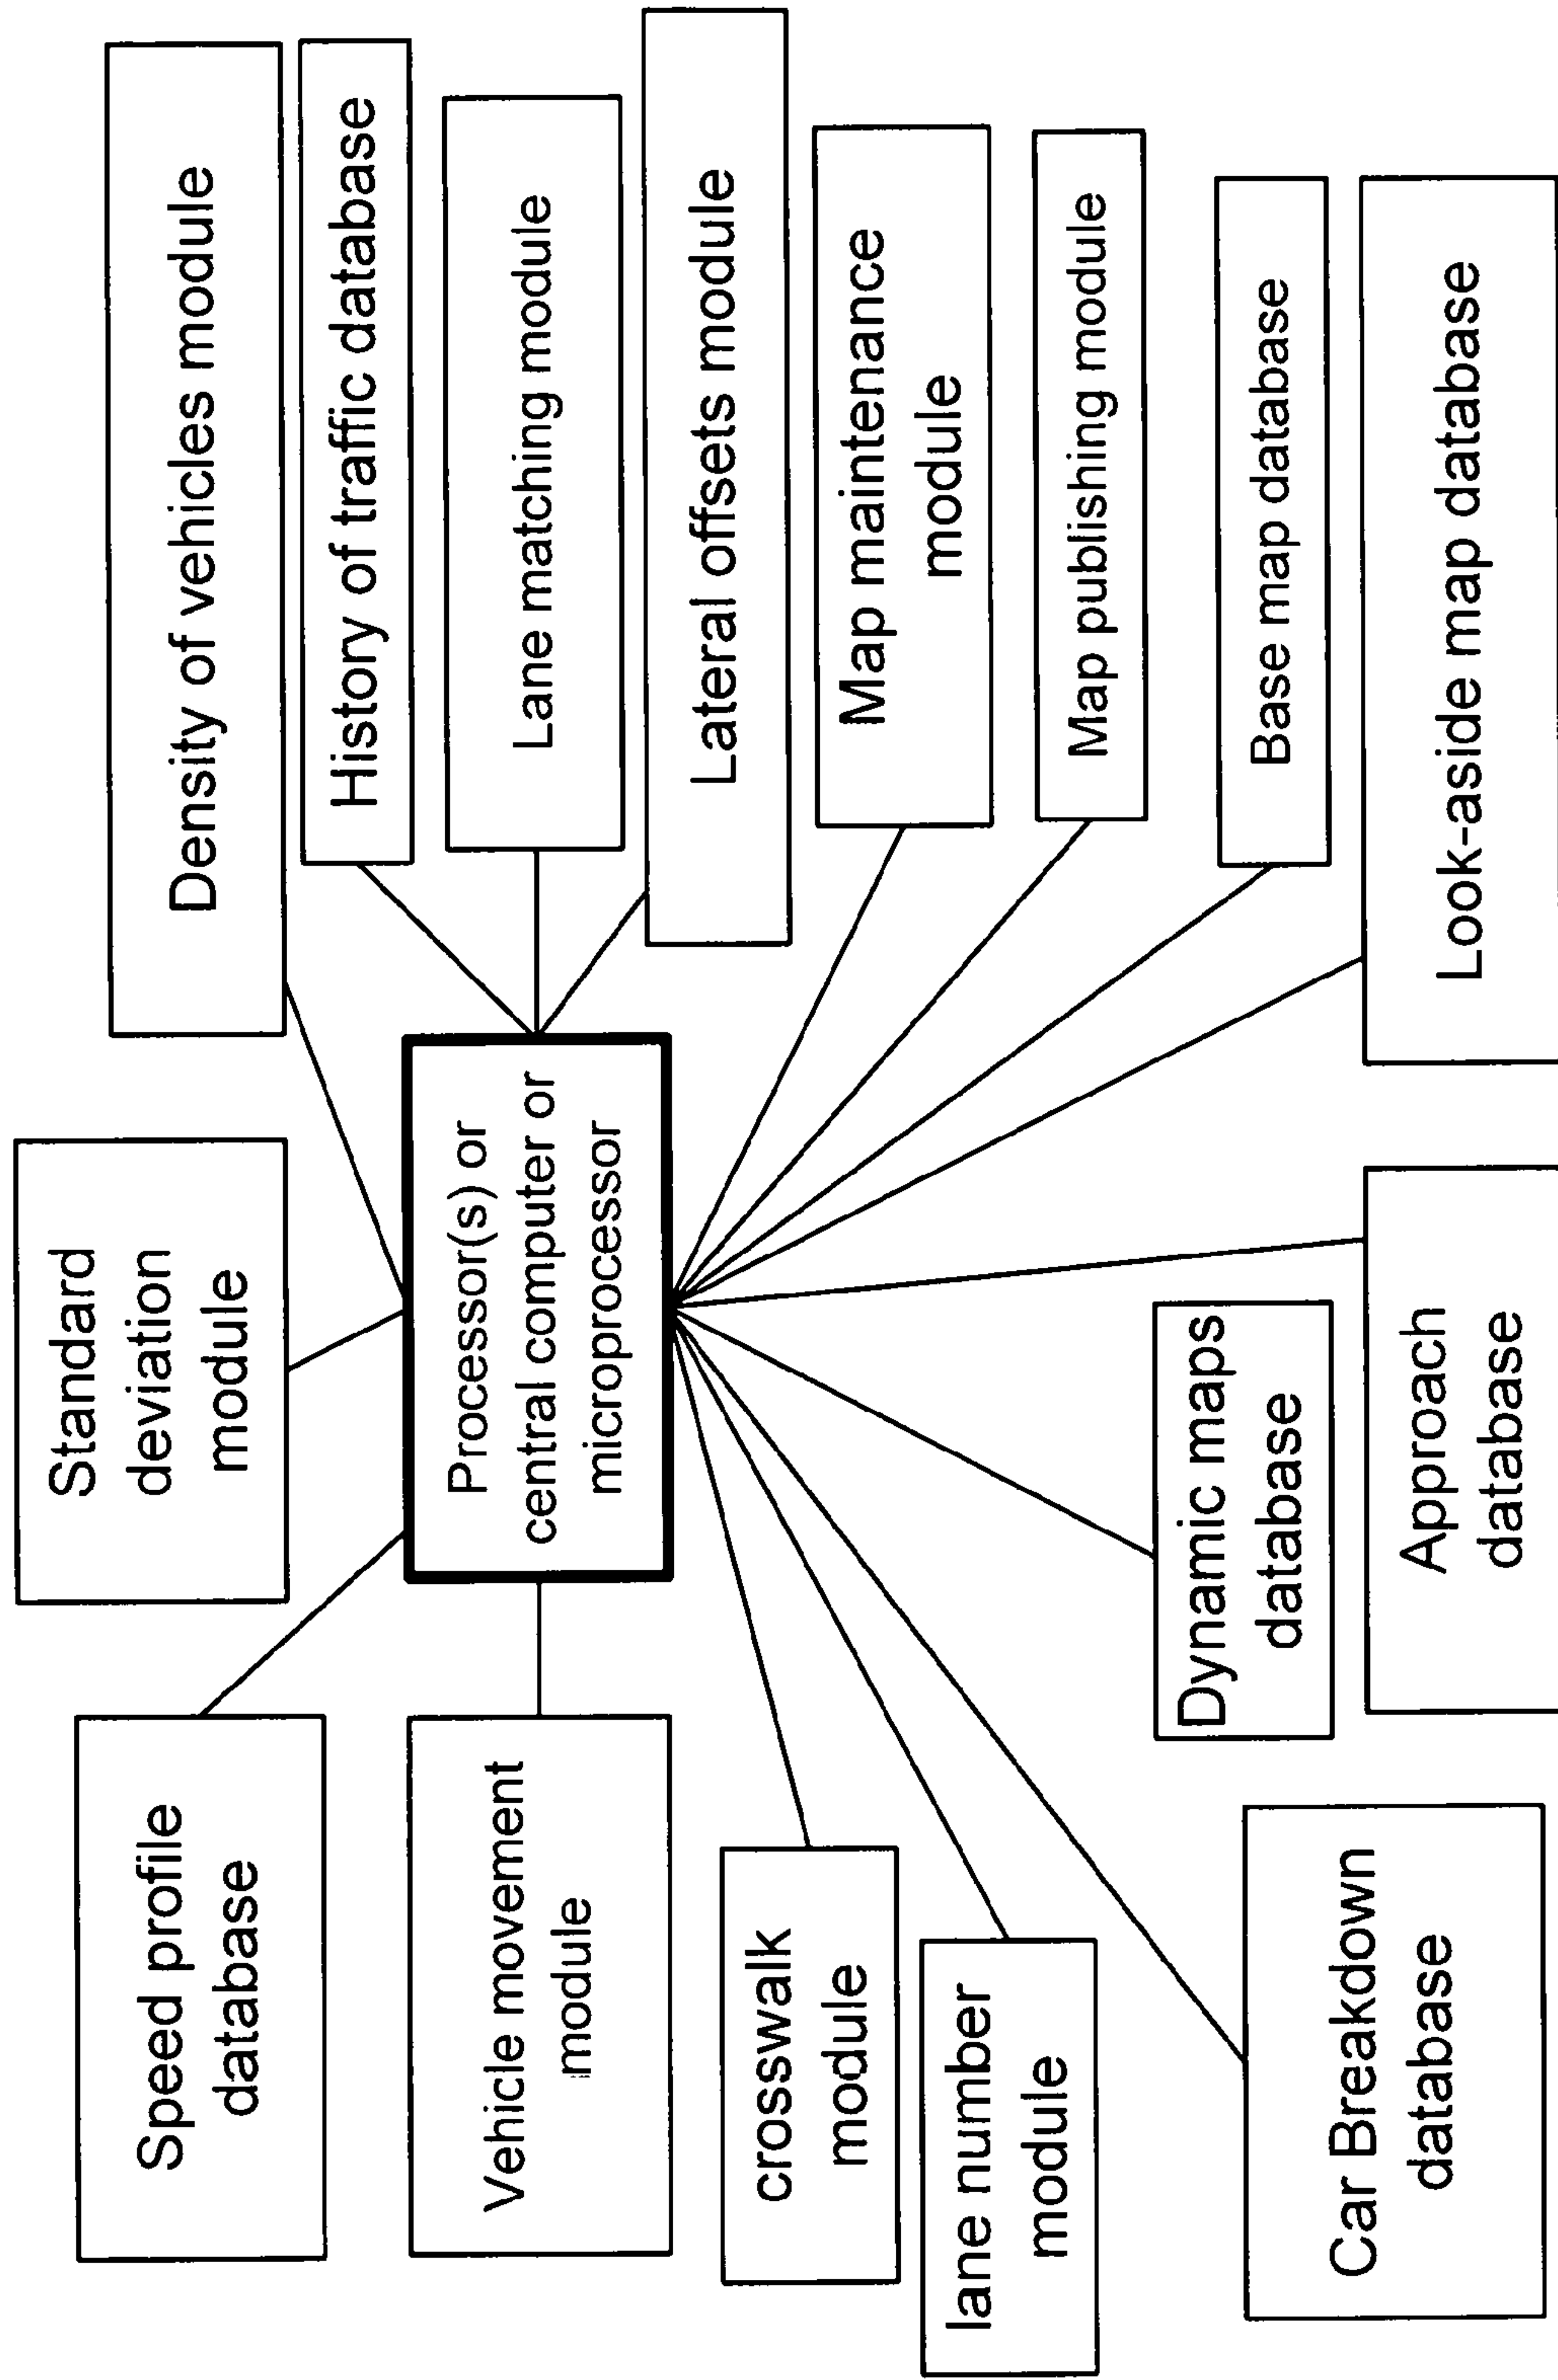 Speed profile
database
Standard
deviation
module
Density of vehicles module
History of traffic database
Vehicle movement
module
Processor(s) or
central computer or
microprocessor
Lane matching module
Lateral offsets module
crosswalk
module
Map maintenance
module
lane number
module
Map publishing module
Dynamic maps
database
Base map database
Car Breakdown
database
Approach
database
Look-aside map database